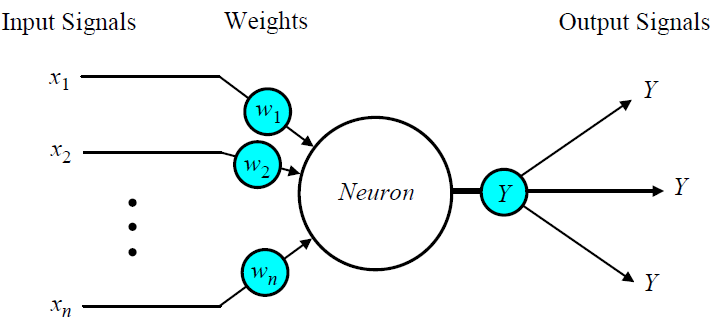 Input Signals Weights Output Signals
x1
w1
Y
x2
w2
Neuron
Y
Y
wn
Y
xn